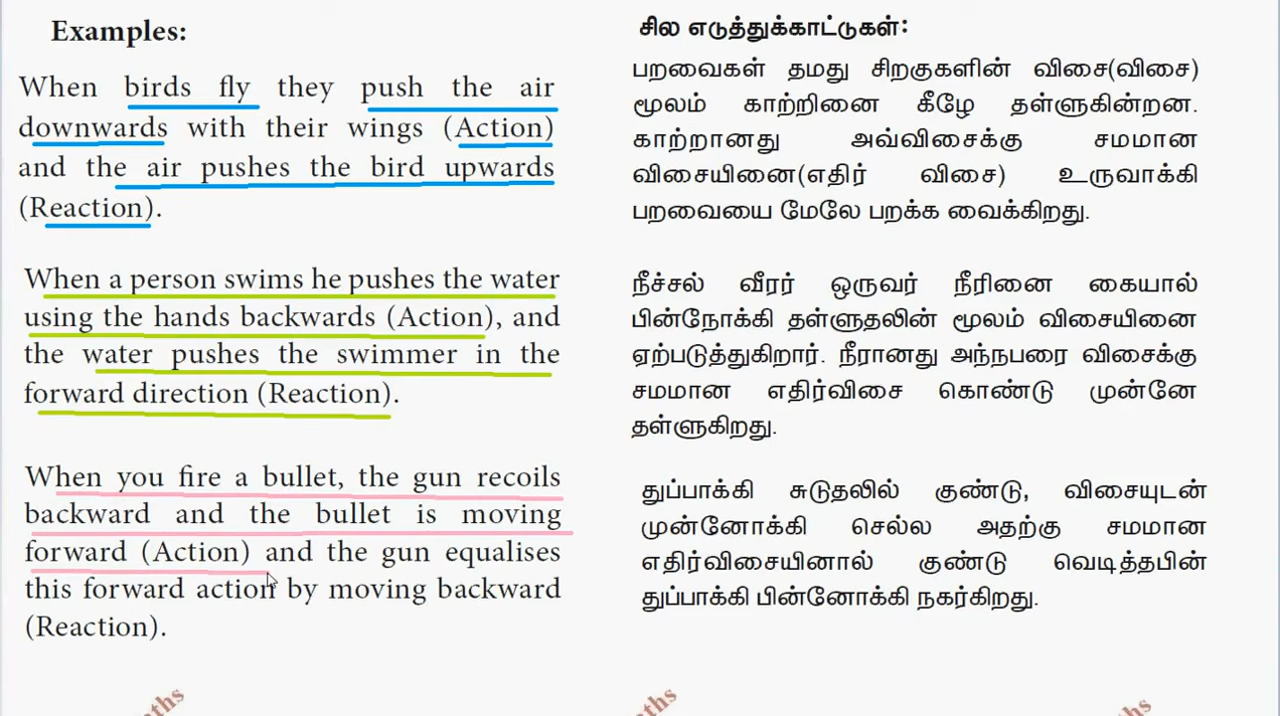 Examples:
When birds fly they push the air
downwards with their wings (Action)
and the air pushes the bird upwards
(Reaction).
When a person swims he pushes the water
using the hands backwards (Action), and
the water pushes the swimmer in the
forward direction (Reaction).
When you fire a bullet, the gun recoils
backward and the bullet is moving
forward (Action) and the gun equalises
this forward action by moving backward
(Reaction).
சில எடுத்துக்காட்டுகள்:
பறவைகள் தமது சிறகுகளின் விசை(விசை)
மூலம் காற்றினை கீழே தள்ளுகின்றன.
காற்றானது அவ்விசைக்கு சமமான
விசையினை(எதிர் விசை) உருவாக்கி
பறவையை மேலே பறக்க வைக்கிறது.
நீச்சல் வீரர் ஒருவர் நீரினை கையால்
பின்நோக்கி தள்ளுதலின் மூலம் விசையினை
ஏற்படுத்துகிறார். நீரானது அந்நபரை விசைக்கு
சமமான எதிர்விசை கொண்டு முன்னே
தள்ளுகிறது.
துப்பாக்கி சுடுதலில் குண்டு, விசையுடன்
முன்னோக்கி செல்ல அதற்கு சமமான
எதிர்விசையினால் குண்டு வெடித்தபின்
துப்பாக்கி பின்னோக்கி நகர்கிறது.